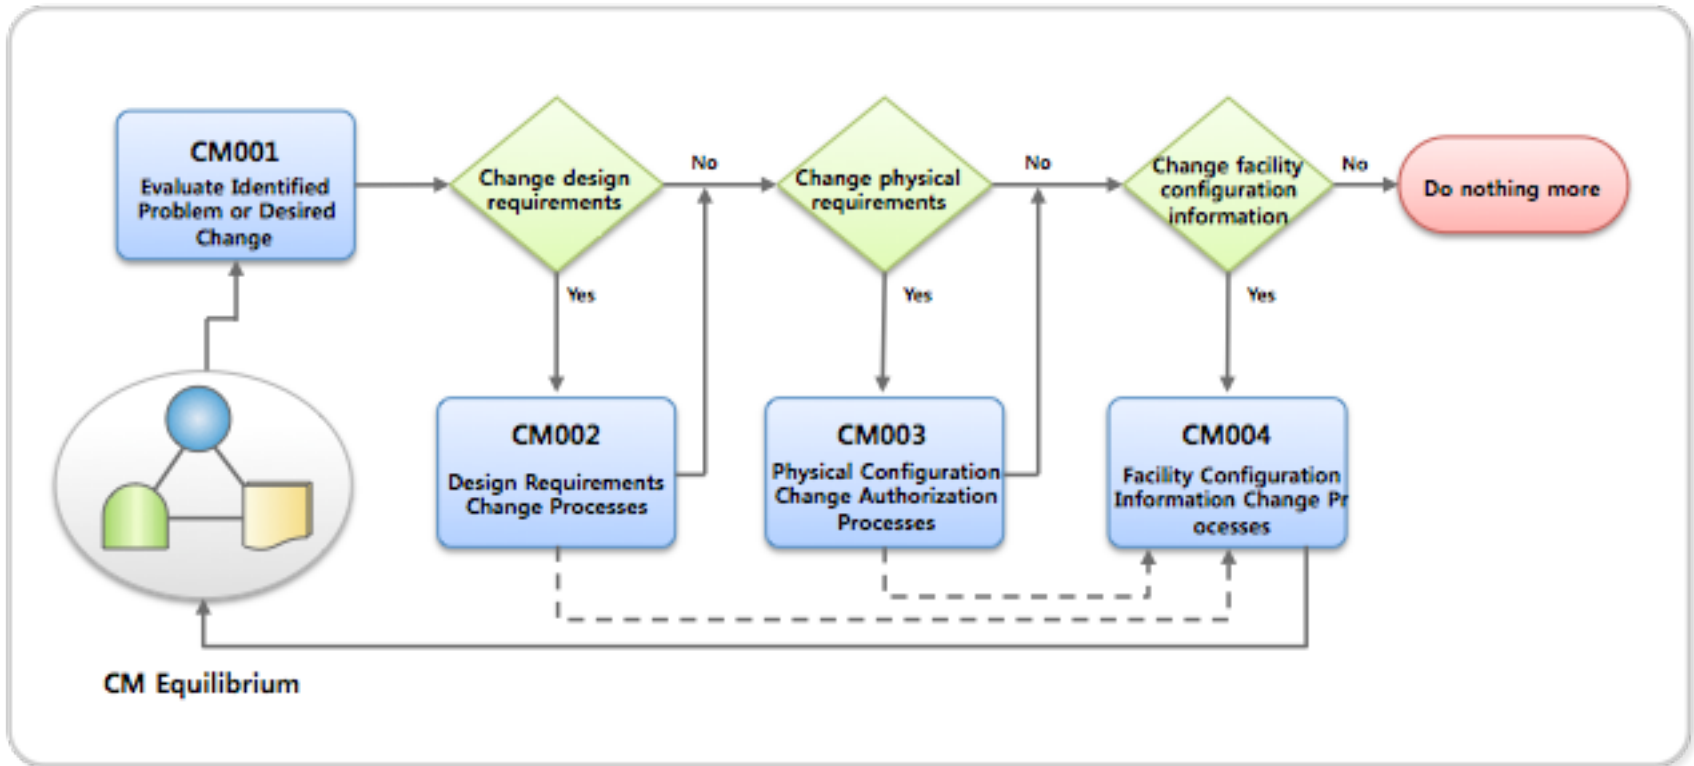 CM001
Evaluate Identified
Problem or Desired
Change
Change design
requirements
No
Yes
Change physical
requirements
No
Yes
Change facility
configuration
information
No
Yes
Do nothing more
CM002
Design Requirements
Change Processes
CM003
Physical Configuration
Change Authorization
Processes
CM004
Facility Configuration
Information Change Pr
ocesses
CM Equilibrium